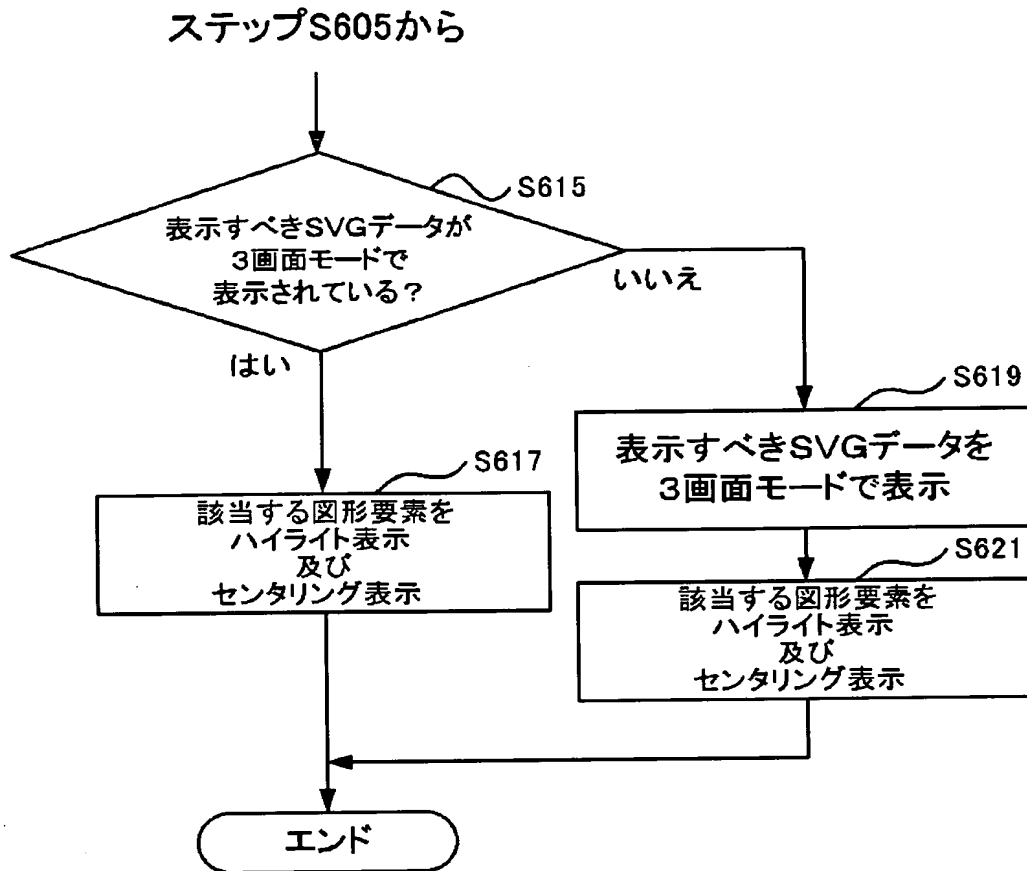 ステップS605から
S615
表示すべきSVGデータが
3画面モードで
表示されている?
いいえ
はい
S619
表示すべきSVGデータを
3画面モードで表示
S617
該当する図形要素を
ハイライト表示
及び
センタリング表示
S621
該当する図形要素を
ハイライト表示
及び
センタリング表示
エンド